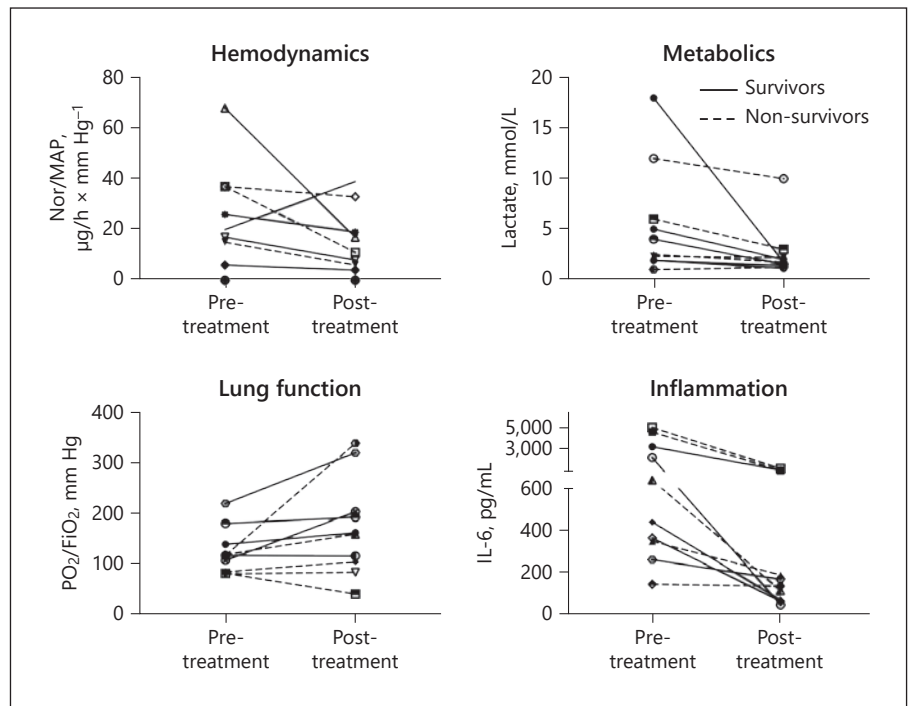 Hemodynamics
Nor/MAP,
µg/h × mm Hg⁻¹
80
60
40
20
0
Pre-
treatment
Post-
treatment
Metabolics
Lactate, mmol/L
20
15
10
5
0
Survivors
Non-survivors
Pre-
treatment
Post-
treatment
Lung function
PO₂/FiO₂, mm Hg
400
300
200
100
0
Pre-
treatment
Post-
treatment
Inflammation
IL-6, pg/mL
5,000
3,000
600
400
200
0
Pre-
treatment
Post-
treatment